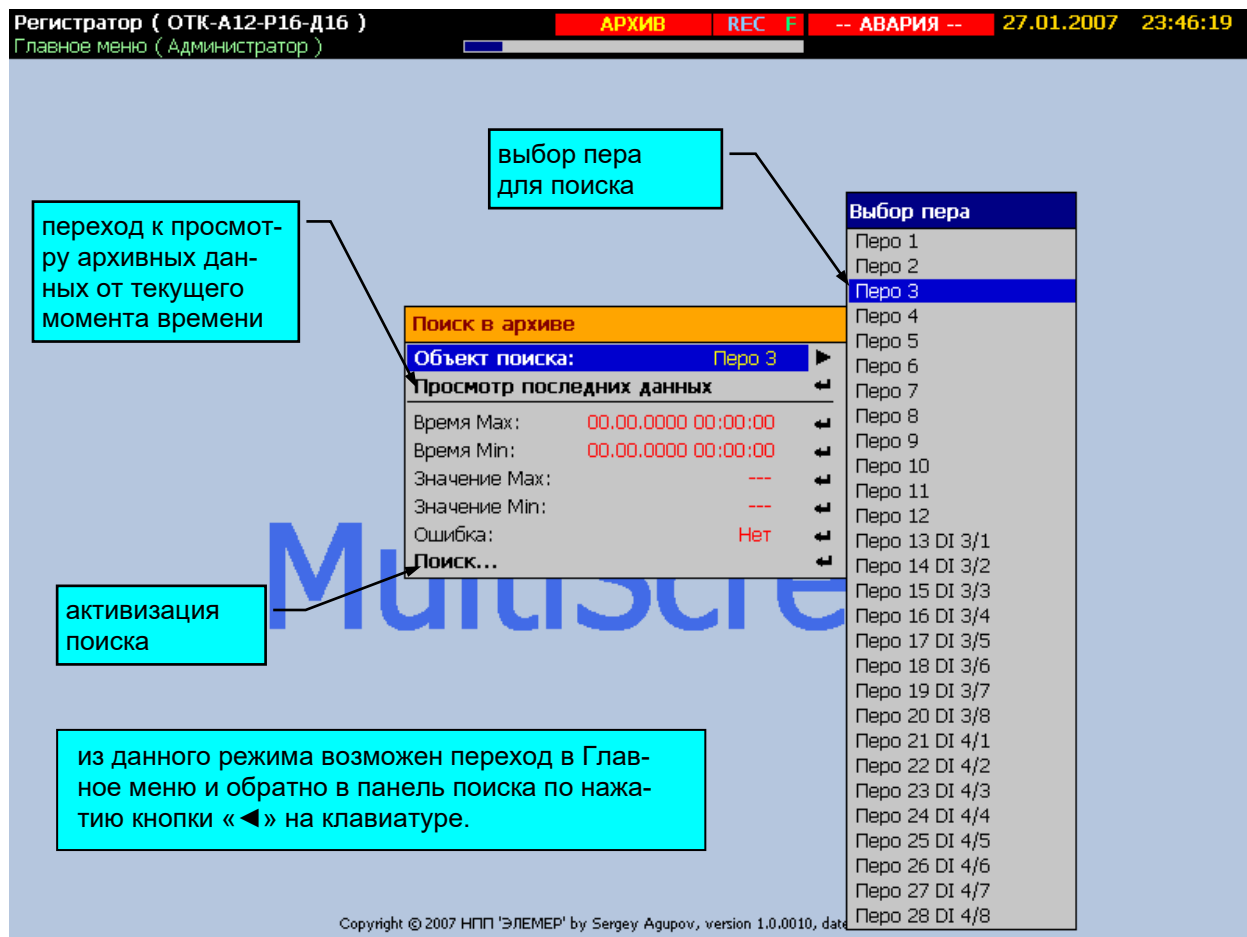 Регистратор ( ОТК-А12-Р16-Д16 ) АРХИВ REC F -- АВАРИЯ -- 27.01.2007 23:46:19
Главное меню ( Администратор )
выбор пера
для поиска
переход к просмот-
ру архивных дан-
ных от текущего
момента времени
Поиск в архиве
Объект поиска: Перо 3 ►
Просмотр последних данных ↵
Время Max: 00.00.0000 00:00:00 ↵
Время Min: 00.00.0000 00:00:00 ↵
Значение Max: --- ↵
Значение Min: --- ↵
Ошибка: Нет ↵
Поиск... ↵
Выбор пера
Перо 1
Перо 2
Перо 3
Перо 4
Перо 5
Перо 6
Перо 7
Перо 8
Перо 9
Перо 10
Перо 11
Перо 12
Перо 13 DI 3/1
Перо 14 DI 3/2
Перо 15 DI 3/3
Перо 16 DI 3/4
Перо 17 DI 3/5
Перо 18 DI 3/6
Перо 19 DI 3/7
Перо 20 DI 3/8
Перо 21 DI 4/1
Перо 22 DI 4/2
Перо 23 DI 4/3
Перо 24 DI 4/4
Перо 25 DI 4/5
Перо 26 DI 4/6
Перо 27 DI 4/7
Перо 28 DI 4/8
MultiScre
активизация
поиска
из данного режима возможен переход в Глав-
ное меню и обратно в панель поиска по нажа-
тию кнопки «◄» на клавиатуре.
Copyright © 2007 НПП 'ЭЛЕМЕР' by Sergey Agupov, version 1.0.0010, date